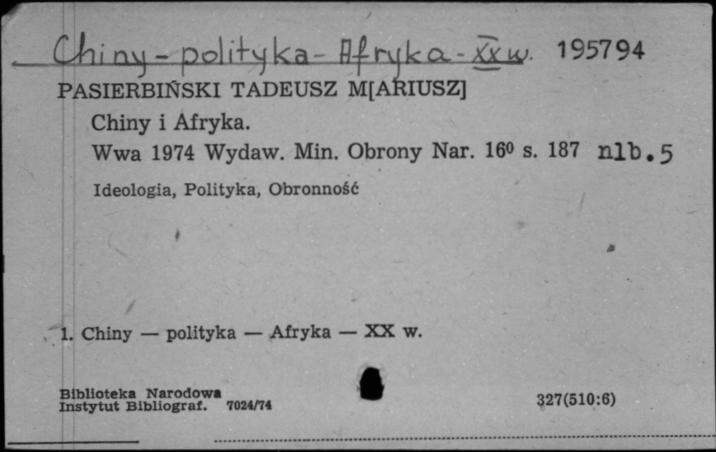 Chiny - polityka - Afryka - XX w. 195794
PASIERBIŃSKI TADEUSZ M[ARIUSZ]
Chiny i Afryka.
Wwa 1974 Wydaw. Min. Obrony Nar. 16⁰ s. 187 nlb.5
Ideologia, Polityka, Obronność
1. Chiny — polityka — Afryka — XX w.
Biblioteka Narodowa
Instytut Bibliograf. 7024/74
327(510:6)